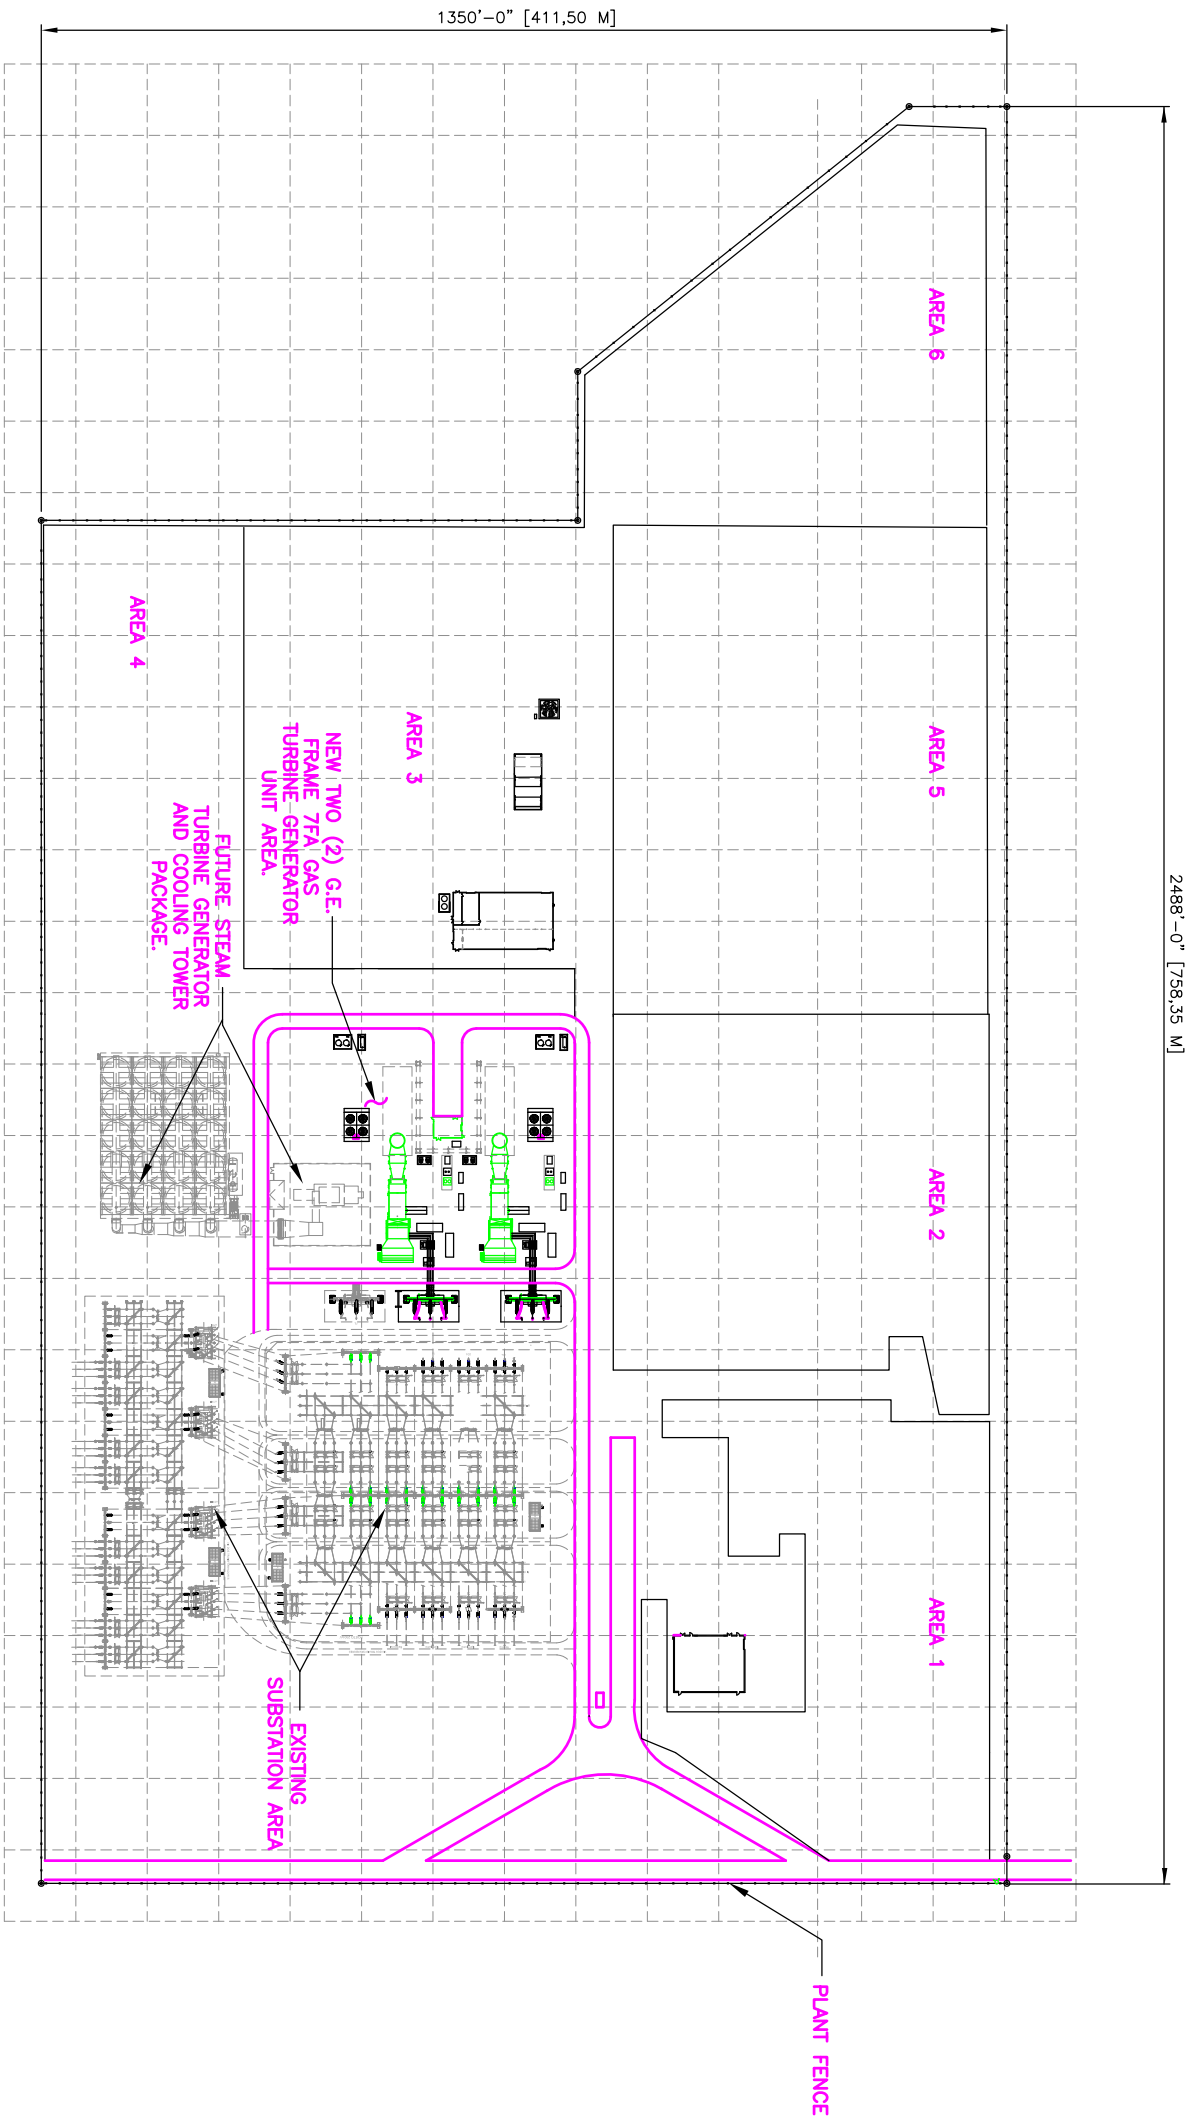 1350'-0" [411,50 M]
2488'-0" [758,35 M]
AREA 6
AREA 5
AREA 4
AREA 3
NEW TWO (2) G.E.
FRAME 7FA GAS
TURBINE GENERATOR
UNIT AREA.
FUTURE STEAM
TURBINE GENERATOR
AND COOLING TOWER
PACKAGE.
AREA 2
AREA 1
EXISTING
SUBSTATION AREA
PLANT FENCE